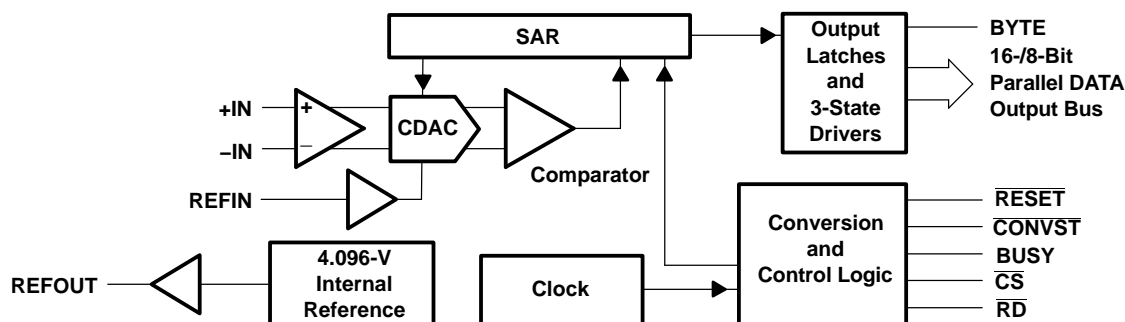 SAR
Output
Latches
and
3-State
Drivers
BYTE
16-/8-Bit
Parallel DATA
Output Bus
+IN
−IN
+
−
CDAC
Comparator
REFIN
REFOUT
4.096-V
Internal
Reference
Clock
Conversion
and
Control Logic
RESET
CONVST
BUSY
CS
RD